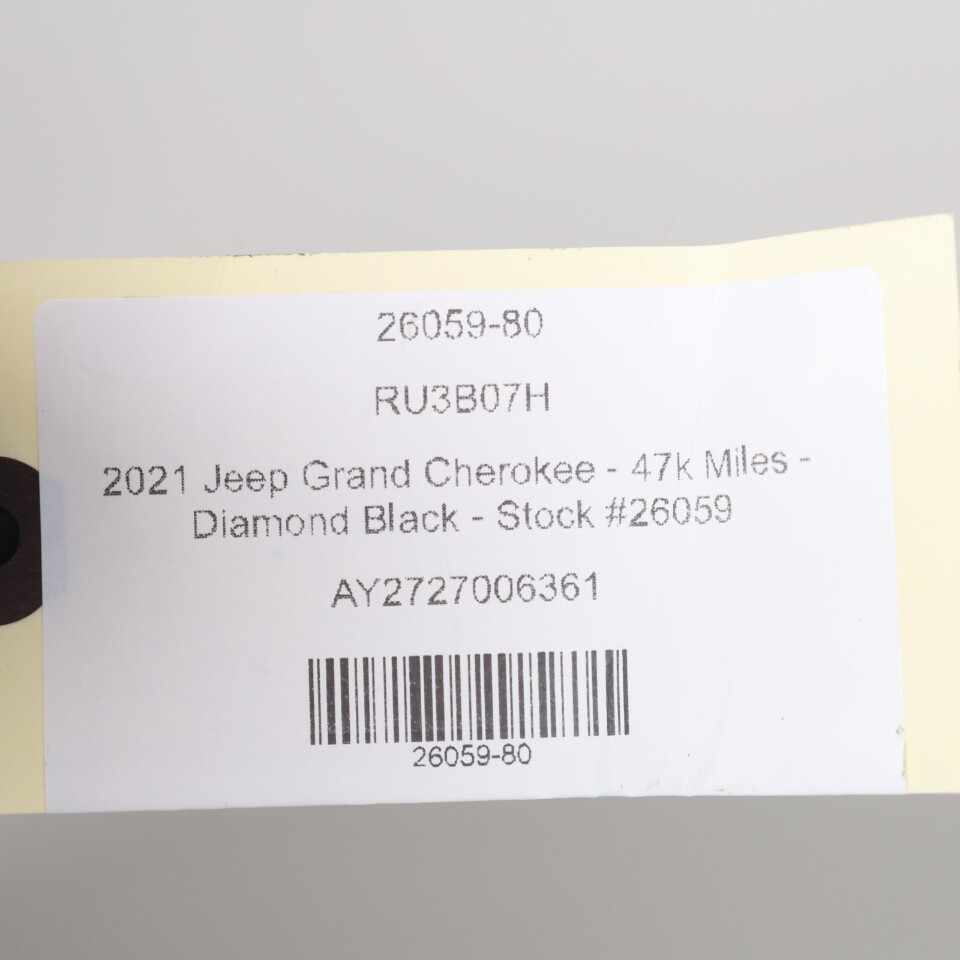 26059-80
RU3B07H
2021 Jeep Grand Cherokee - 47k Miles -
Diamond Black - Stock #26059
AY2727006361
26059-80